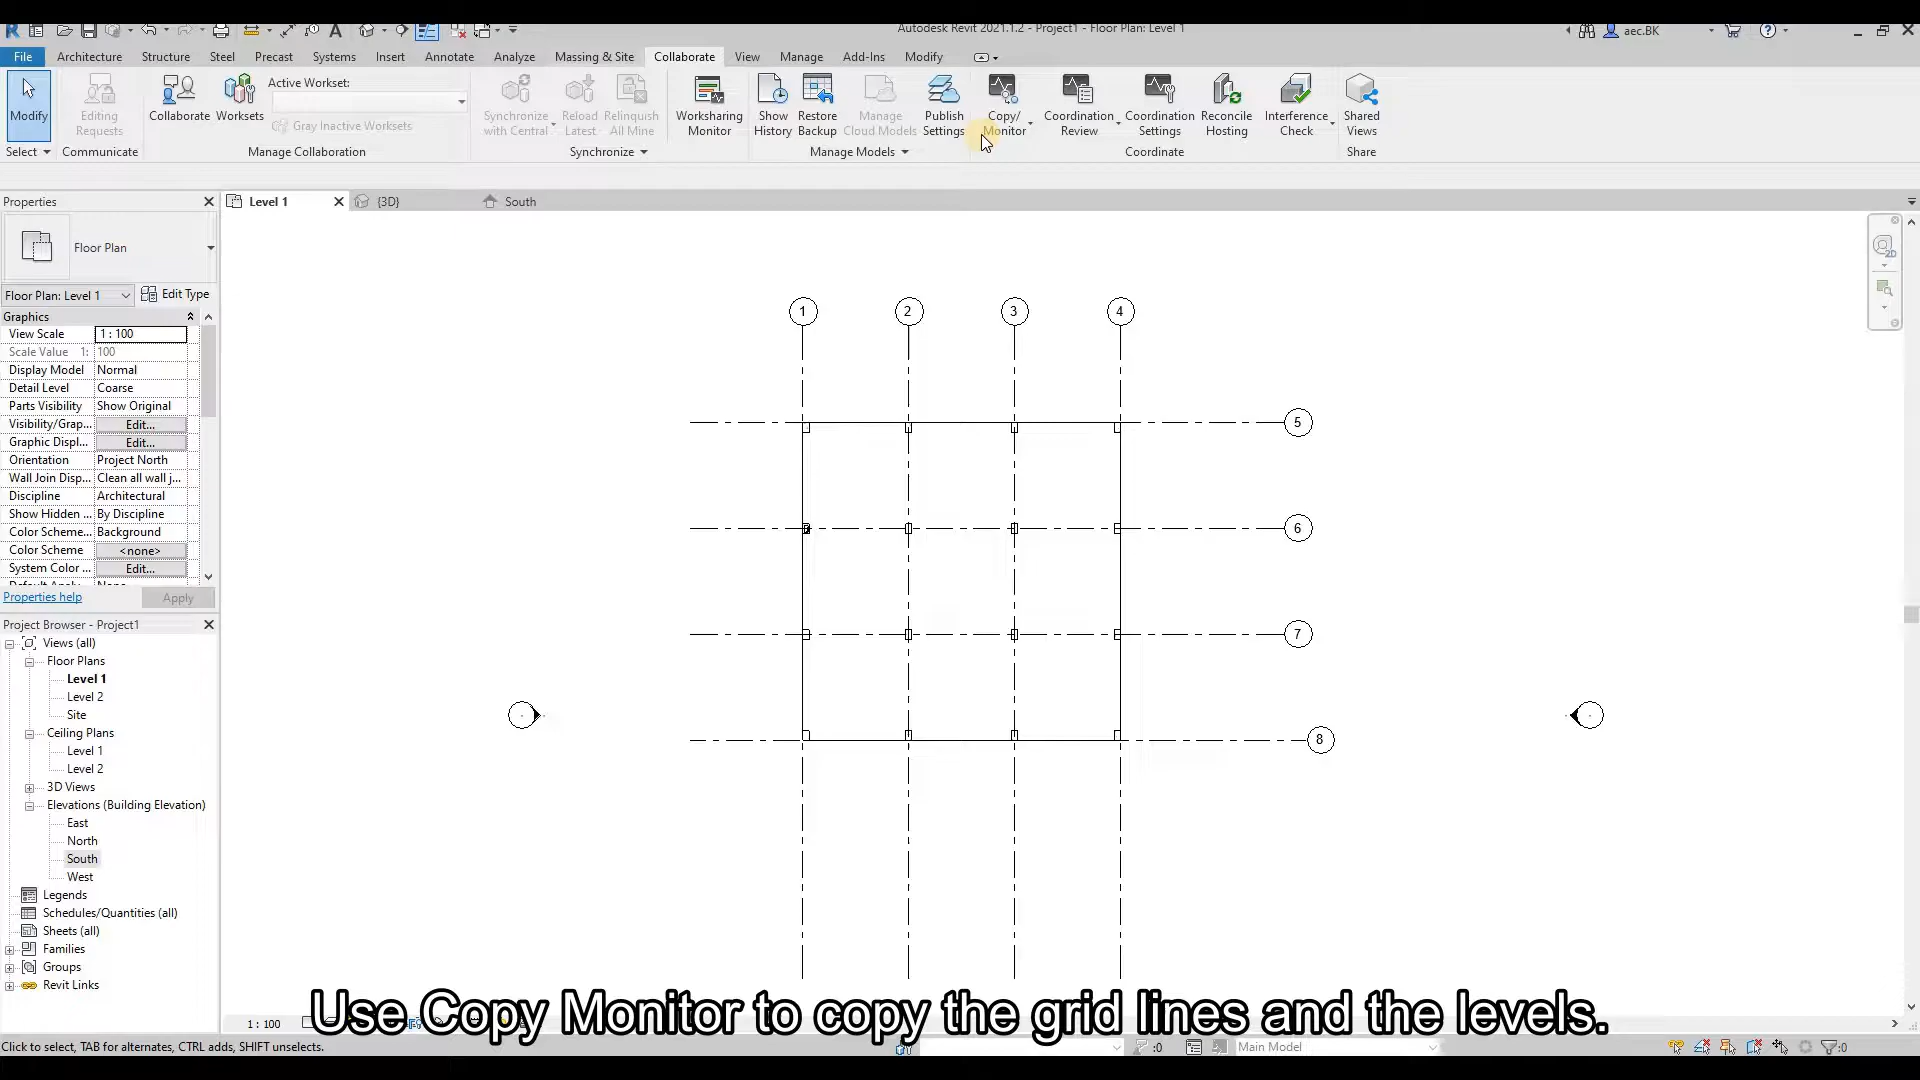 Autodesk Revit 2021.1.2 - Project1 - Floor Plan: Level 1
aec.BK
File Architecture Structure Steel Precast Systems Insert Annotate Analyze Massing & Site Collaborate View Manage Add-Ins Modify
Modify
Select
Editing Requests
Communicate
Collaborate
Worksets
Active Workset:
Gray Inactive Worksets
Manage Collaboration
Synchronize with Central
Reload Latest
Relinquish All Mine
Synchronize
Worksharing Monitor
Show History
Restore Backup
Manage Cloud Models
Publish Settings
Manage Models
Copy/ Monitor
Coordination Review
Coordination Settings
Reconcile Hosting
Interference Check
Coordinate
Shared Views
Share
Properties
Level 1
{3D}
South
Floor Plan
Floor Plan: Level 1
Edit Type
Graphics
View Scale 1 : 100
Scale Value 1: 100
Display Model Normal
Detail Level Coarse
Parts Visibility Show Original
Visibility/Grap... Edit...
Graphic Displ... Edit...
Orientation Project North
Wall Join Disp... Clean all wall j...
Discipline Architectural
Show Hidden ... By Discipline
Color Scheme... Background
Color Scheme <none>
System Color ... Edit...
Properties help
Apply
Project Browser - Project1
Views (all)
Floor Plans
Level 1
Level 2
Site
Ceiling Plans
Level 1
Level 2
3D Views
Elevations (Building Elevation)
East
North
South
West
Legends
Schedules/Quantities (all)
Sheets (all)
Families
Groups
Revit Links
1 2 3 4
5
6
7
8
2D
1 : 100
Use Copy Monitor to copy the grid lines and the levels.
Click to select, TAB for alternates, CTRL adds, SHIFT unselects.
:0
Main Model
:0